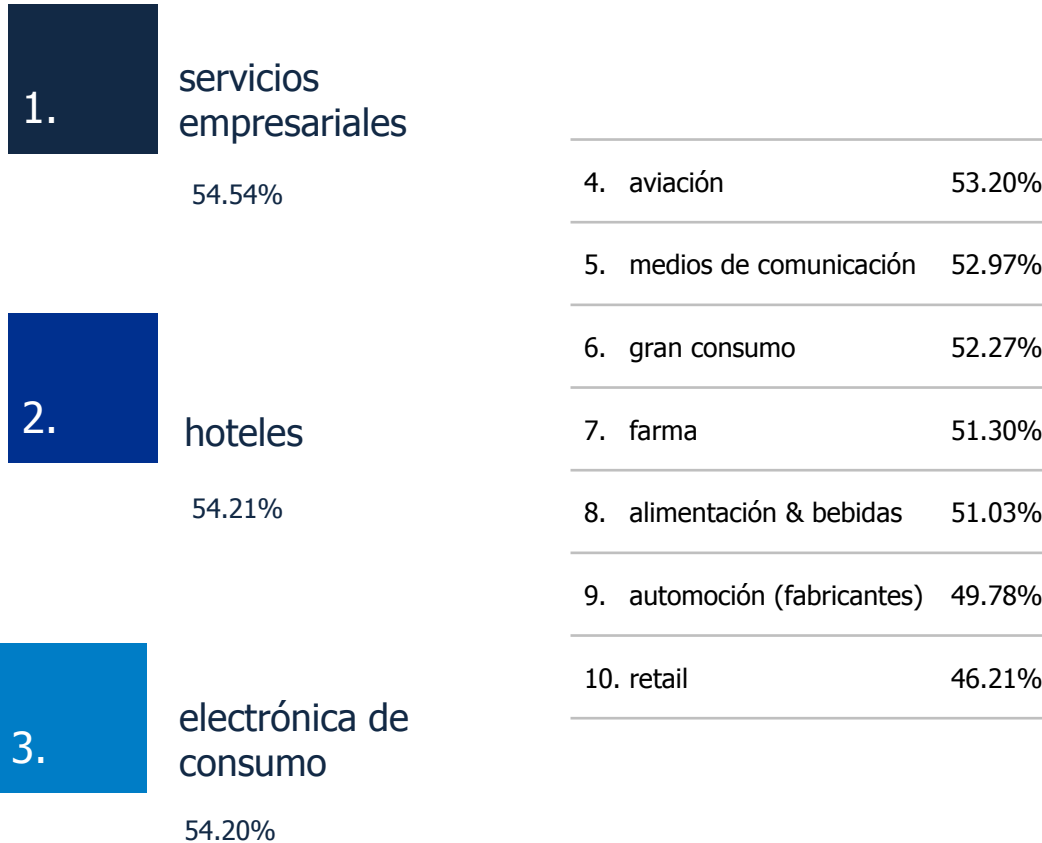 1.
servicios
empresariales
54.54%
2.
hoteles
54.21%
3.
electrónica de
consumo
54.20%
4. aviación 53.20%
5. medios de comunicación 52.97%
6. gran consumo 52.27%
7. farma 51.30%
8. alimentación & bebidas 51.03%
9. automoción (fabricantes) 49.78%
10. retail 46.21%